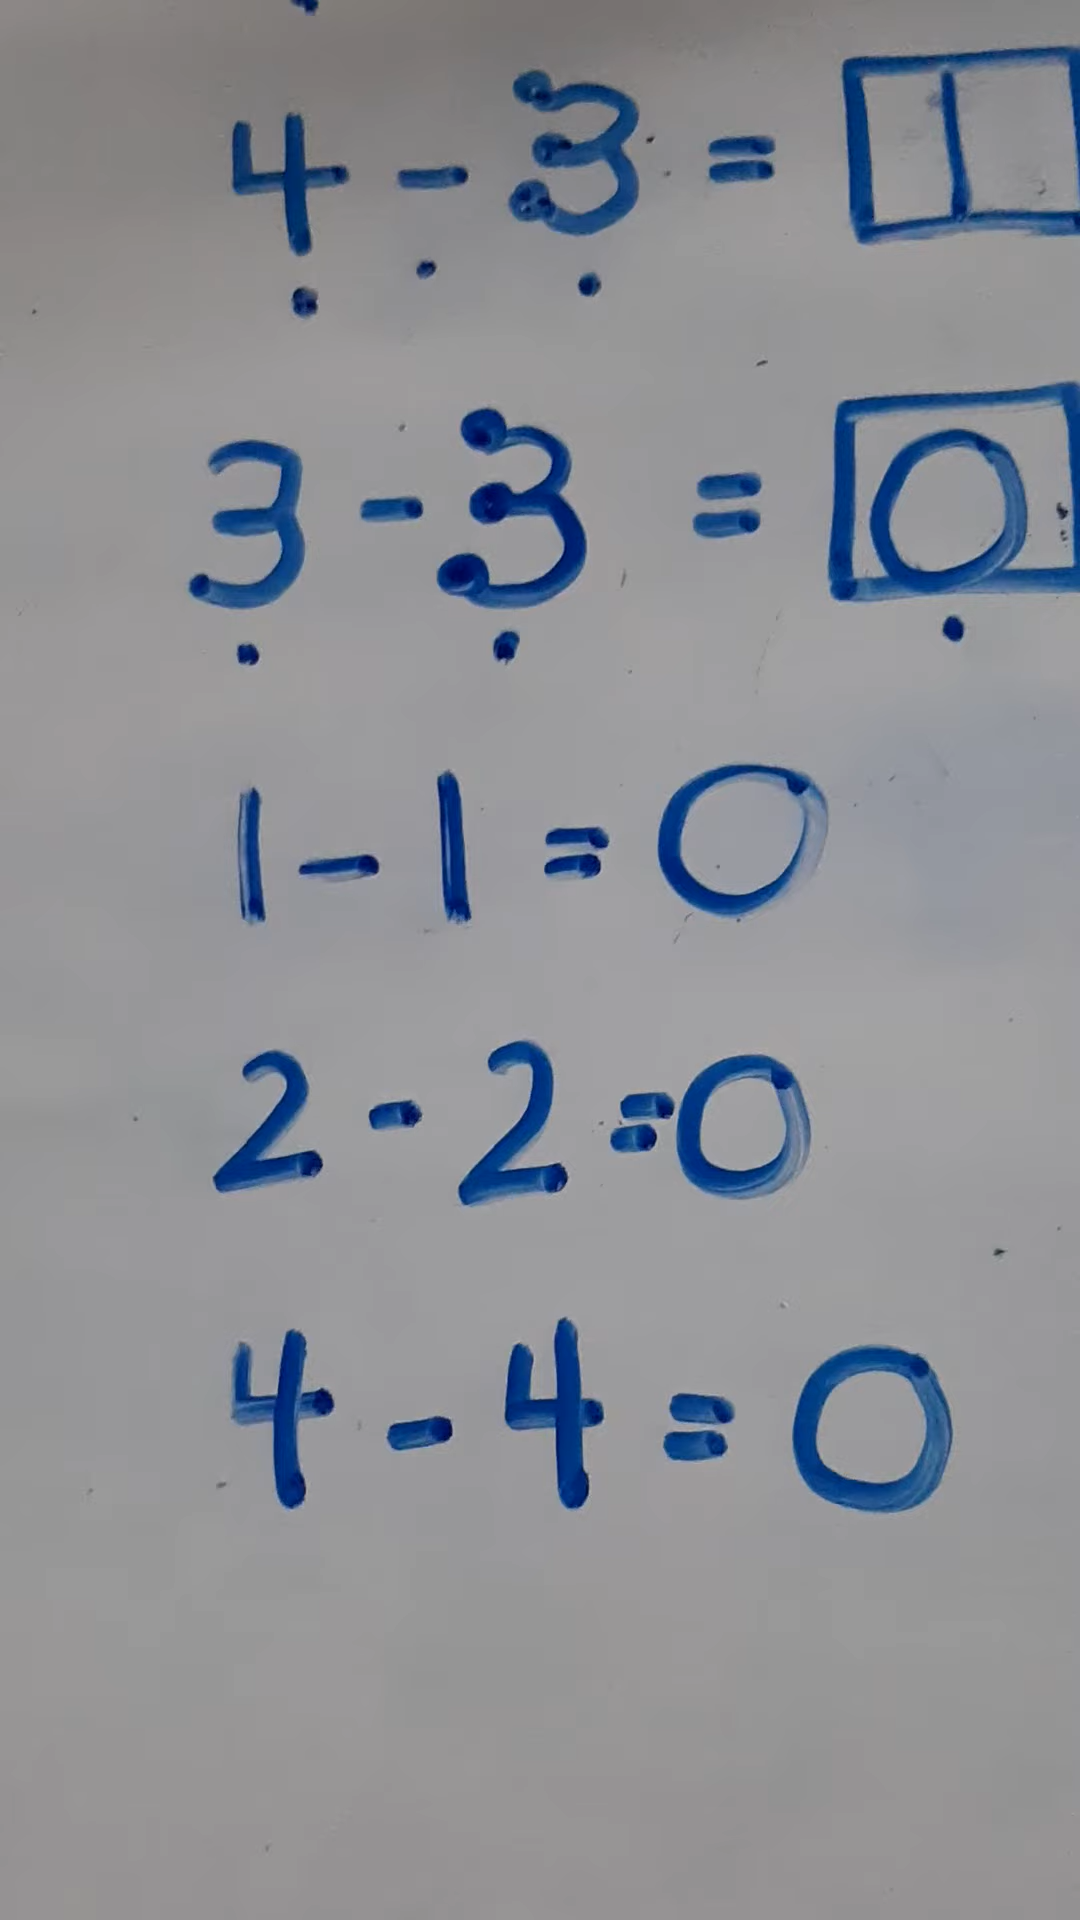 4 - 3 = 1
3 - 3 = 0
1 - 1 = 0
2 - 2 = 0
4 - 4 = 0